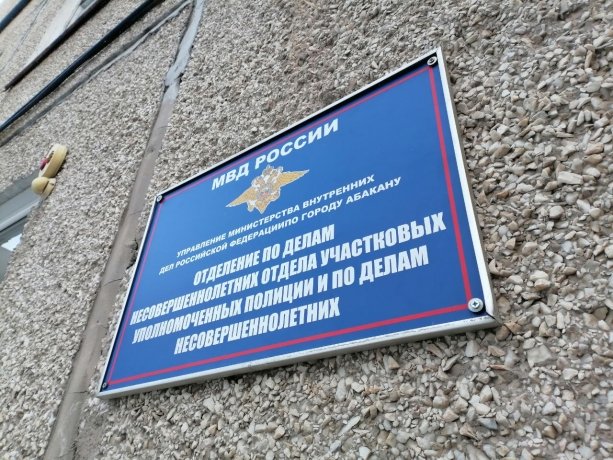 МВД РОССИИ
УПРАВЛЕНИЕ МИНИСТЕРСТВА ВНУТРЕННИХ
ДЕЛ РОССИЙСКОЙ ФЕДЕРАЦИИПО ГОРОДУ АБАКАНУ
ОТДЕЛЕНИЕ ПО ДЕЛАМ
НЕСОВЕРШЕННОЛЕТНИХ ОТДЕЛА УЧАСТКОВЫХ
УПОЛНОМОЧЕННЫХ ПОЛИЦИИ И ПО ДЕЛАМ
НЕСОВЕРШЕННОЛЕТНИХ